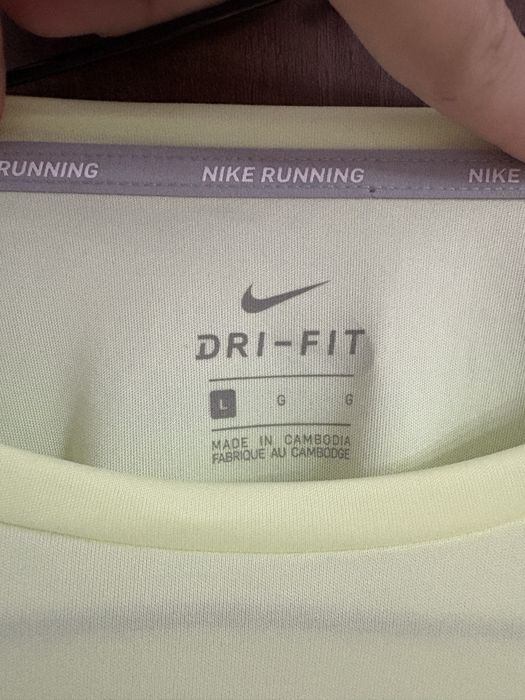 RUNNING NIKE RUNNING NIKE
DRI-FIT
L G G
MADE IN CAMBODIA
FABRIQUE AU CAMBODGE